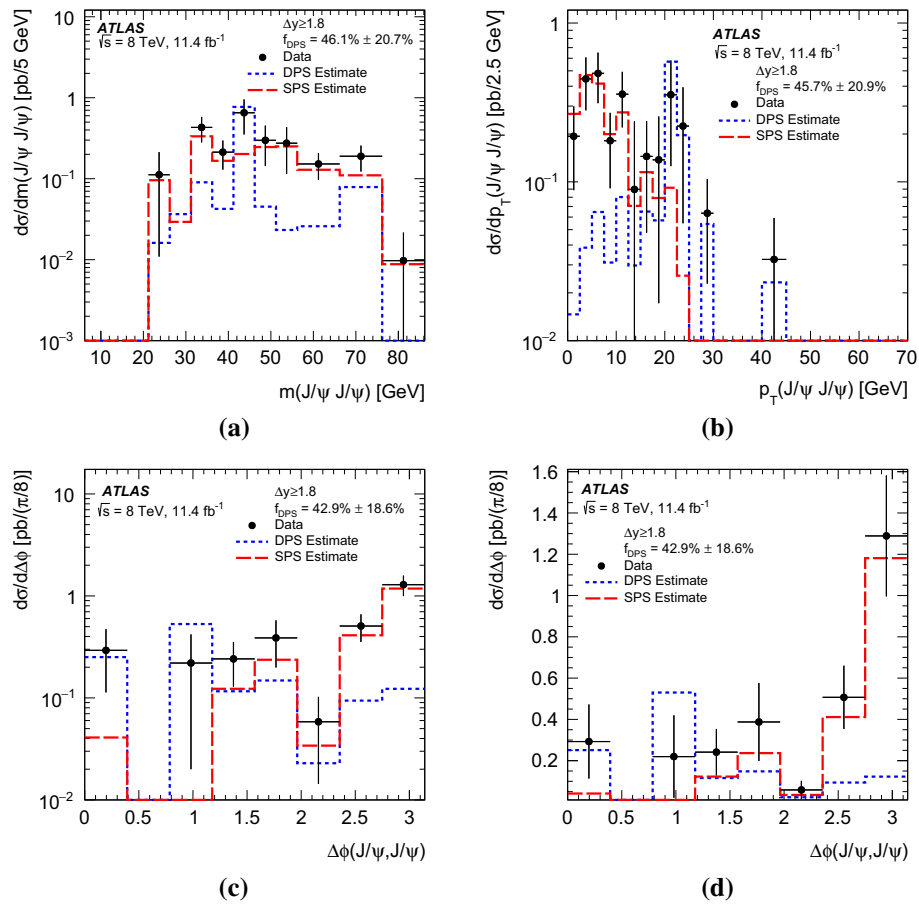 dσ/dm(J/ψ J/ψ) [pb/5 GeV]
ATLAS
√s = 8 TeV, 11.4 fb⁻¹
Δy≥1.8
f_DPS = 46.1% ± 20.7%
Data
DPS Estimate
SPS Estimate
10
1
10⁻¹
10⁻²
10⁻³
10 20 30 40 50 60 70 80
m(J/ψ J/ψ) [GeV]
(a)
dσ/dp_T(J/ψ J/ψ) [pb/2.5 GeV]
ATLAS
√s = 8 TeV, 11.4 fb⁻¹
Δy≥1.8
f_DPS = 45.7% ± 20.9%
Data
DPS Estimate
SPS Estimate
1
10⁻¹
10⁻²
0 10 20 30 40 50 60 70
p_T(J/ψ J/ψ) [GeV]
(b)
dσ/dΔϕ [pb/(π/8)]
ATLAS
√s = 8 TeV, 11.4 fb⁻¹
Δy≥1.8
f_DPS = 42.9% ± 18.6%
Data
DPS Estimate
SPS Estimate
10
1
10⁻¹
10⁻²
0 0.5 1 1.5 2 2.5 3
Δϕ(J/ψ,J/ψ)
(c)
dσ/dΔϕ [pb/(π/8)]
ATLAS
√s = 8 TeV, 11.4 fb⁻¹
Δy≥1.8
f_DPS = 42.9% ± 18.6%
Data
DPS Estimate
SPS Estimate
1.6
1.4
1.2
1
0.8
0.6
0.4
0.2
0 0.5 1 1.5 2 2.5 3
Δϕ(J/ψ,J/ψ)
(d)